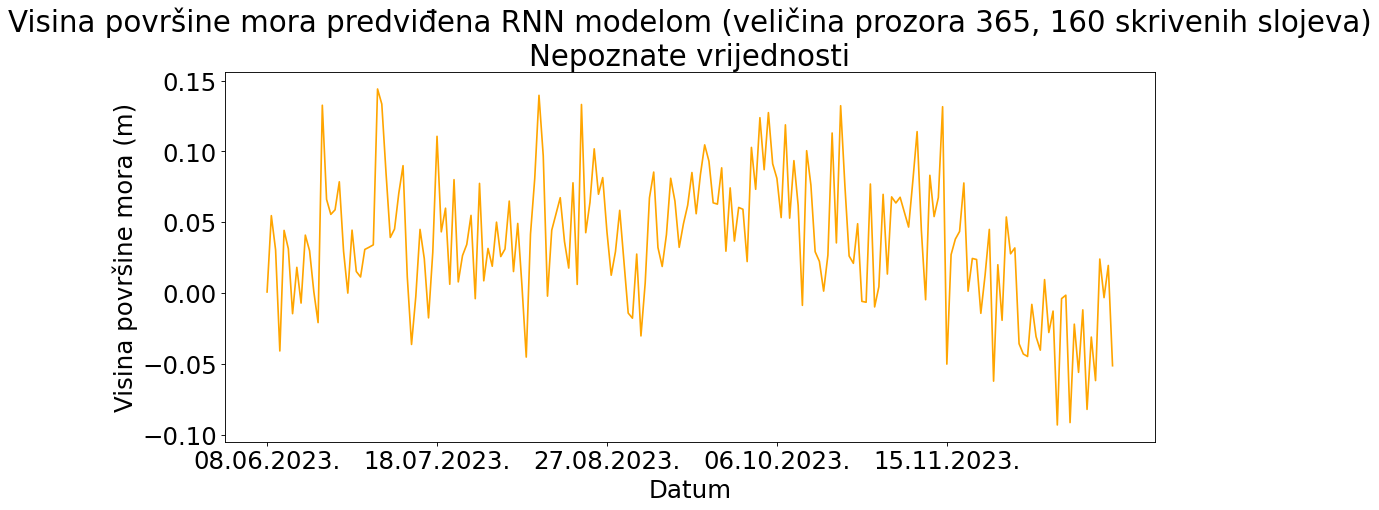 Visina površine mora predviđena RNN modelom (veličina prozora 365, 160 skrivenih slojeva)
Nepoznate vrijednosti
Visina površine mora (m)
0.15
0.10
0.05
0.00
−0.05
−0.10
08.06.2023. 18.07.2023. 27.08.2023. 06.10.2023. 15.11.2023.
Datum